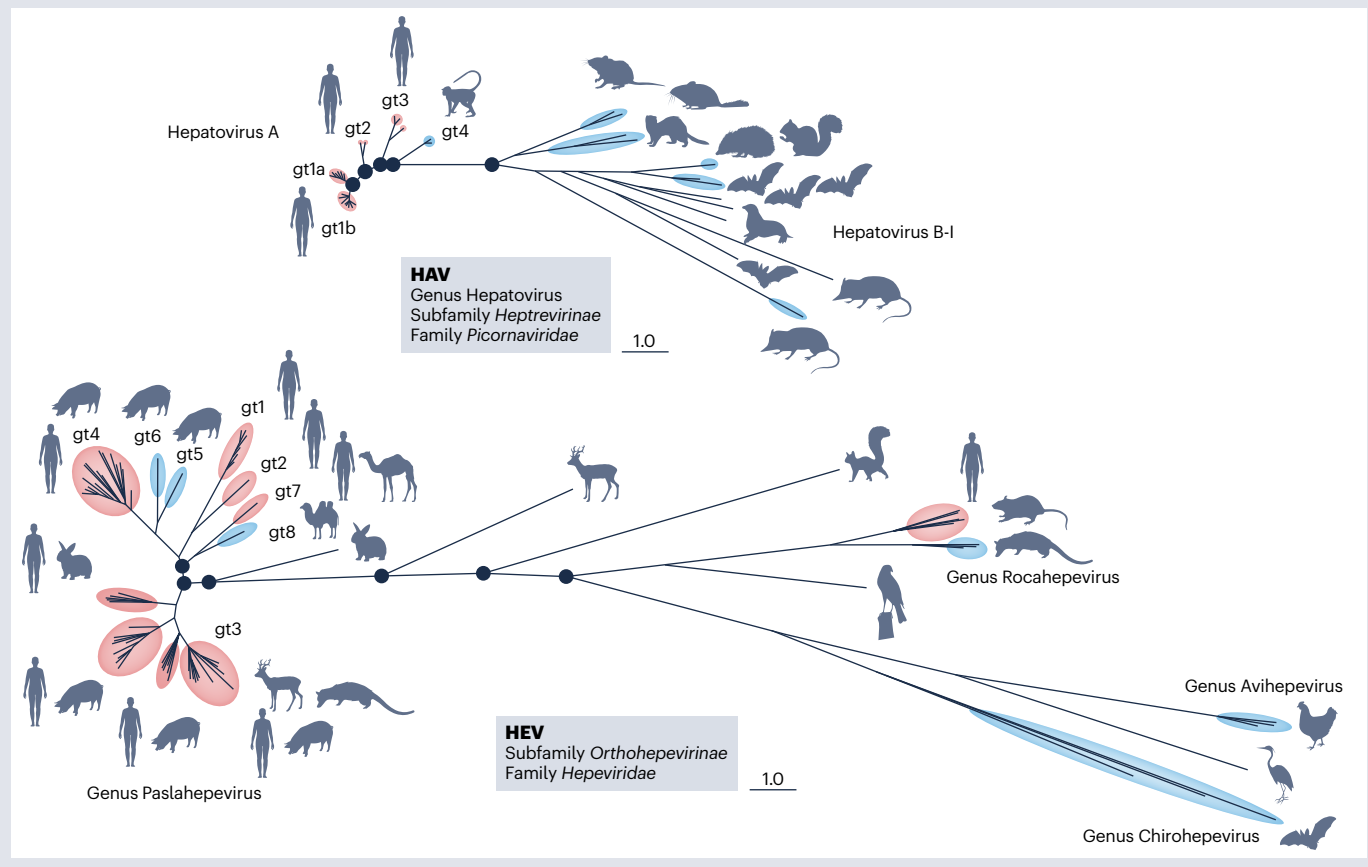 gt3
Hepatovirus A
gt2
gt4
gt1a
gt1b
Hepatovirus B-I
HAV
Genus Hepatovirus
Subfamily Heptrevirinae
Family Picornaviridae
1.0
gt1
gt4
gt6
gt5
gt2
gt7
gt8
Genus Rocahepevirus
gt3
Genus Avihepevirus
HEV
Subfamily Orthohepevirinae
Family Hepeviridae
1.0
Genus Paslahepevirus
Genus Chirohepevirus